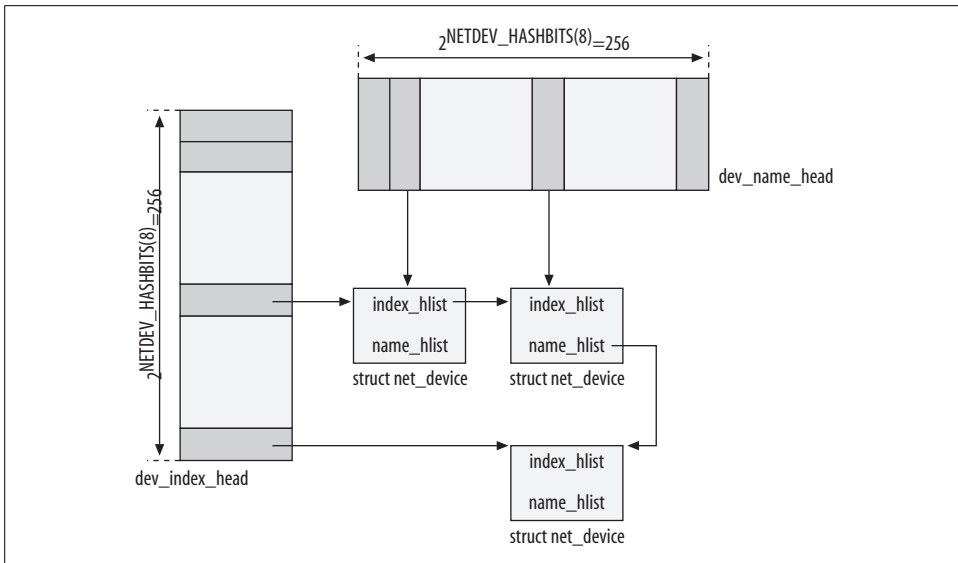 2NETDEV_HASHBITS(8)=256
dev_name_head
2NETDEV_HASHBITS(8)=256
index_hlist
name_hlist
struct net_device
index_hlist
name_hlist
struct net_device
index_hlist
name_hlist
struct net_device
dev_index_head